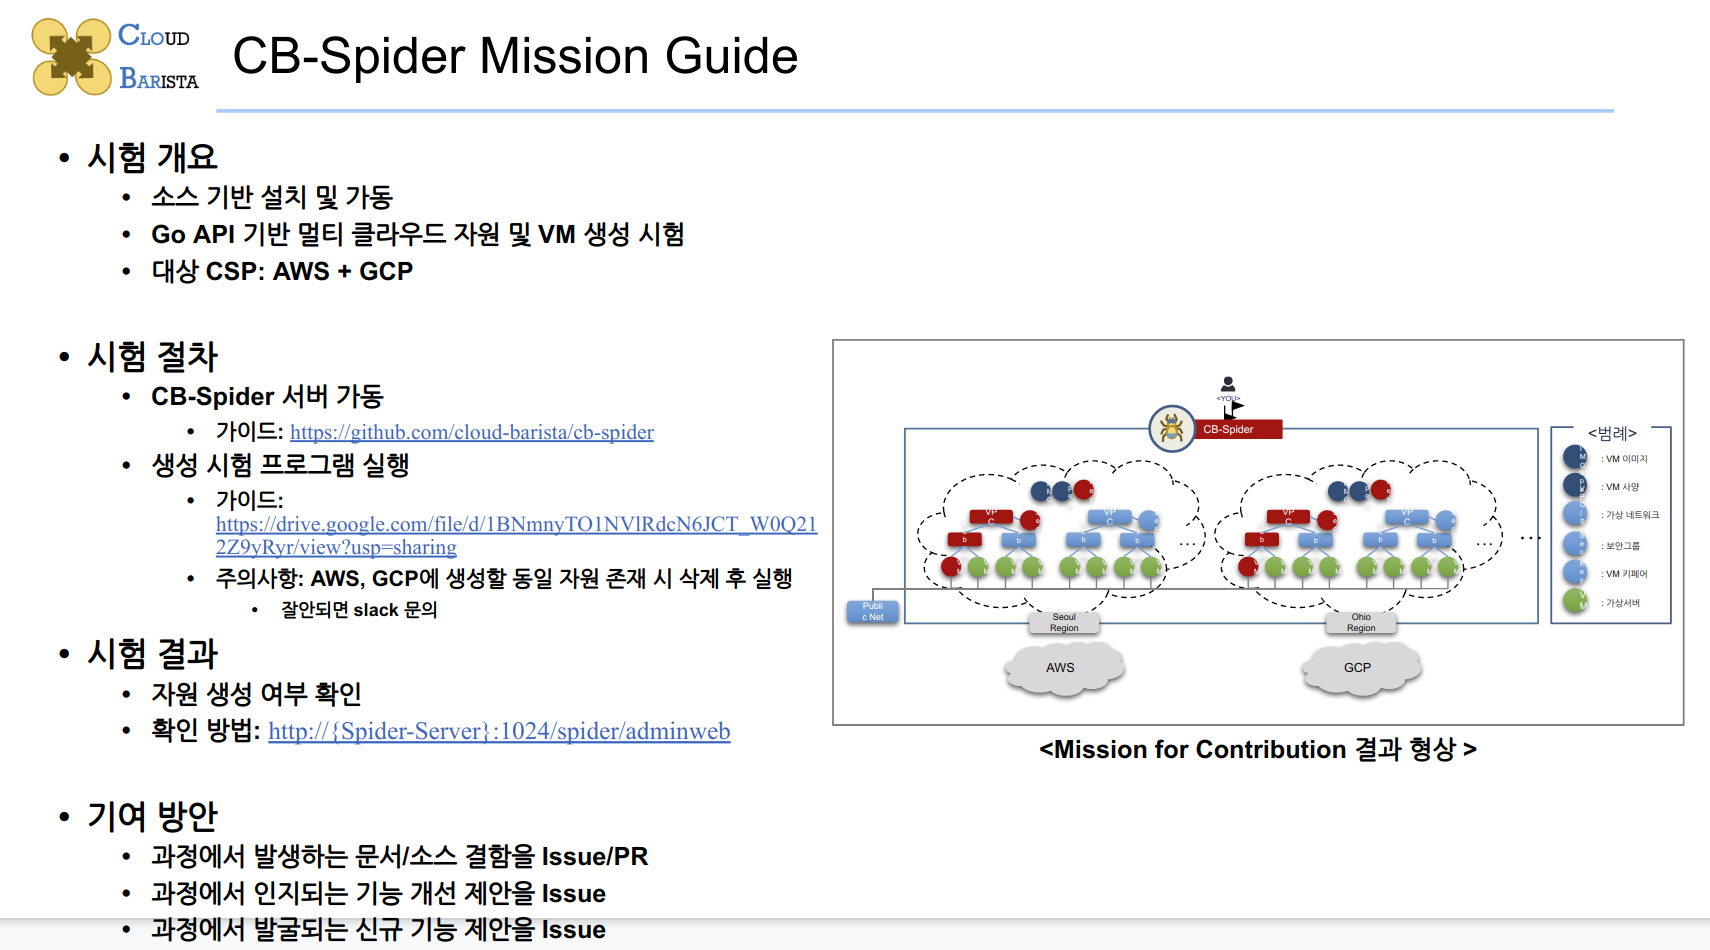 CLOUD
BARISTA
CB-Spider Mission Guide
• 시험 개요
• 소스 기반 설치 및 가동
• Go API 기반 멀티 클라우드 자원 및 VM 생성 시험
• 대상 CSP: AWS + GCP
• 시험 절차
• CB-Spider 서버 가동
• 가이드: https://github.com/cloud-barista/cb-spider
• 생성 시험 프로그램 실행
• 가이드:
https://drive.google.com/file/d/1BNmnyTO1NVlRdcN6JCT_W0Q21
2Z9yRyr/view?usp=sharing
• 주의사항: AWS, GCP에 생성할 동일 자원 존재 시 삭제 후 실행
• 잘안되면 slack 문의
• 시험 결과
• 자원 생성 여부 확인
• 확인 방법: http://{Spider-Server}:1024/spider/adminweb
• 기여 방안
• 과정에서 발생하는 문서/소스 결함을 Issue/PR
• 과정에서 인지되는 기능 개선 제안을 Issue
• 과정에서 발굴되는 신규 기능 제안을 Issue
<YOU>
CB-Spider
VP
C
VP
C
VP
C
VP
C
...
...
...
Publi
c Net
Seoul
Region
Ohio
Region
AWS
GCP
<범례>
: VM 이미지
: VM 사양
: 가상 네트워크
: 보안그룹
: VM 키페어
: 가상서버
<Mission for Contribution 결과 형상 >